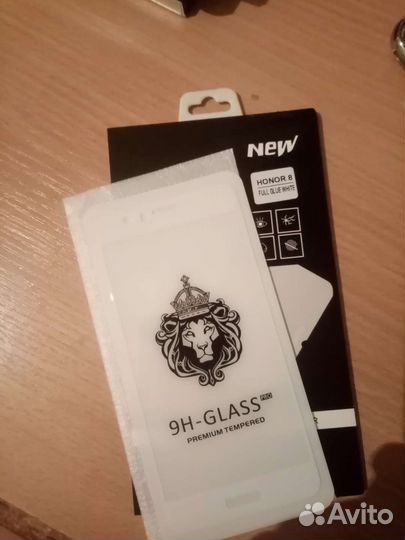 New
HONOR 8
FULL GLUE WHITE
9H-GLASS PRO
PREMIUM TEMPERED
Avito